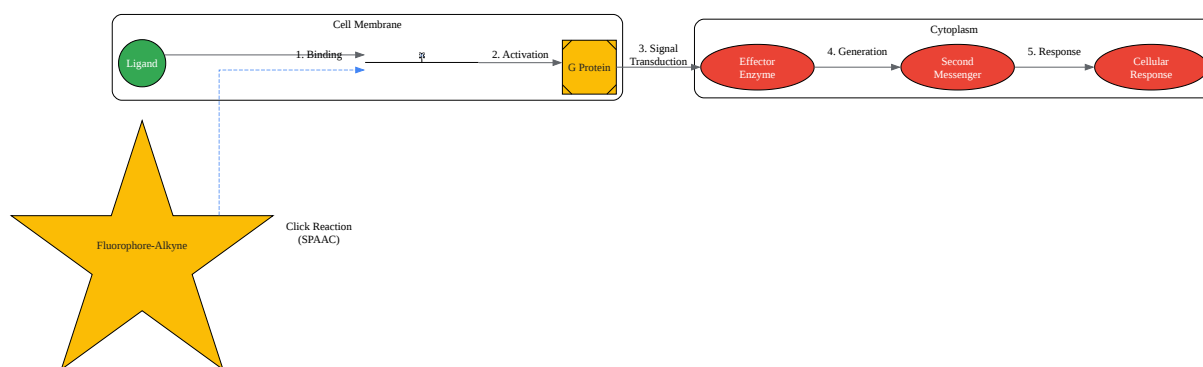 Cell Membrane
Ligand
1. Binding
2. Activation
G Protein
3. Signal
Transduction
Cytoplasm
Effector
Enzyme
4. Generation
Second
Messenger
5. Response
Cellular
Response
Fluorophore-Alkyne
Click Reaction
(SPAAC)